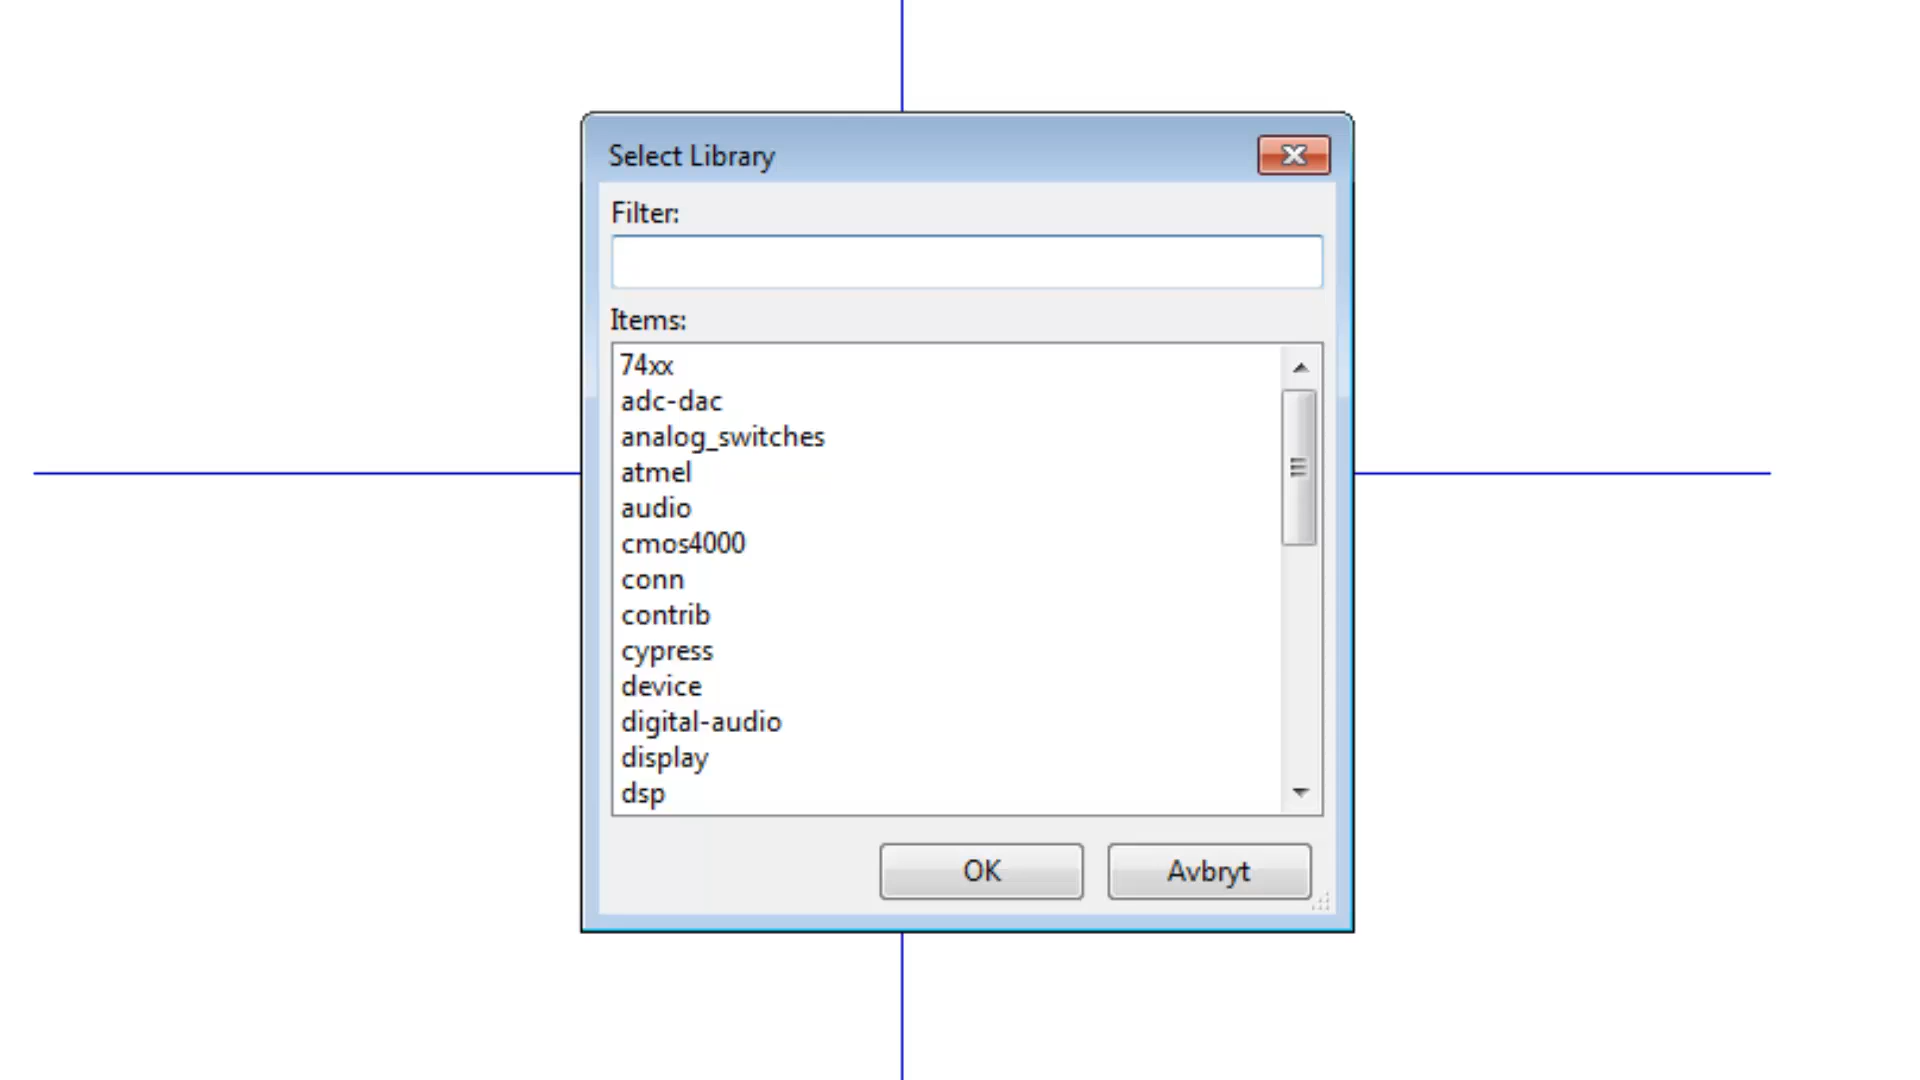 Select Library
Filter:
Items:
74xx
adc-dac
analog_switches
atmel
audio
cmos4000
conn
contrib
cypress
device
digital-audio
display
dsp
OK
Avbryt